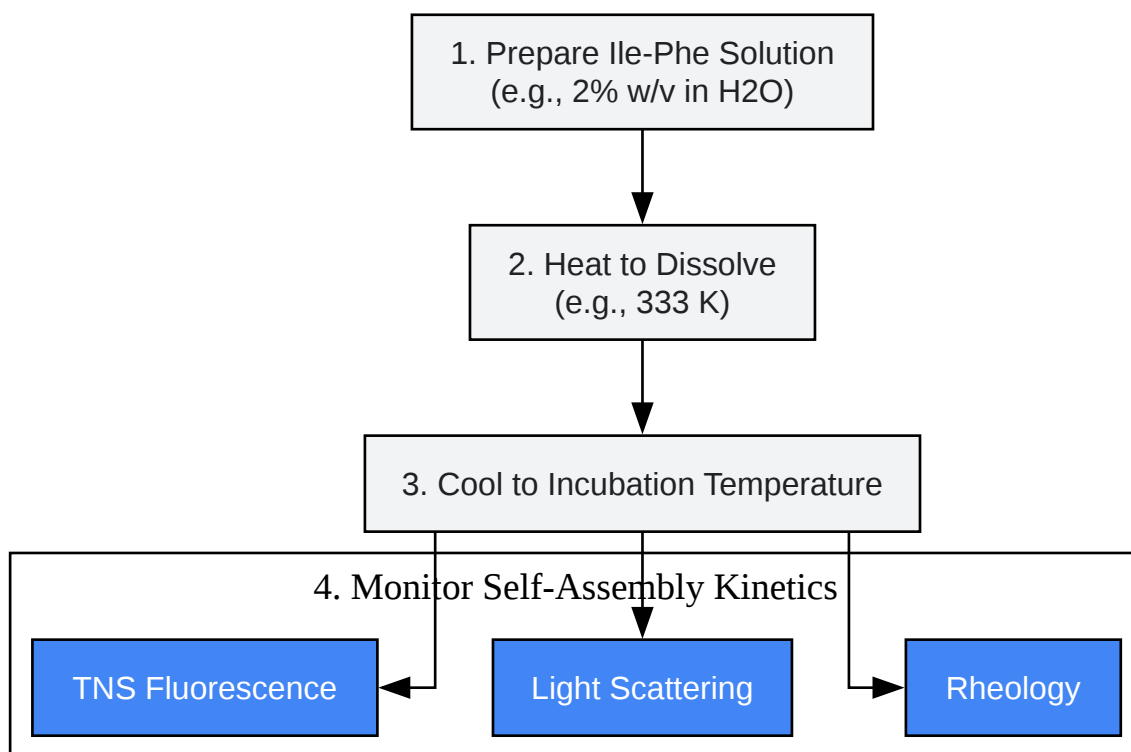 1. Prepare Ile-Phe Solution
(e.g., 2% w/v in H2O)
2. Heat to Dissolve
(e.g., 333 K)
3. Cool to Incubation Temperature
4. Monitor Self-Assembly Kinetics
TNS Fluorescence
Light Scattering
Rheology